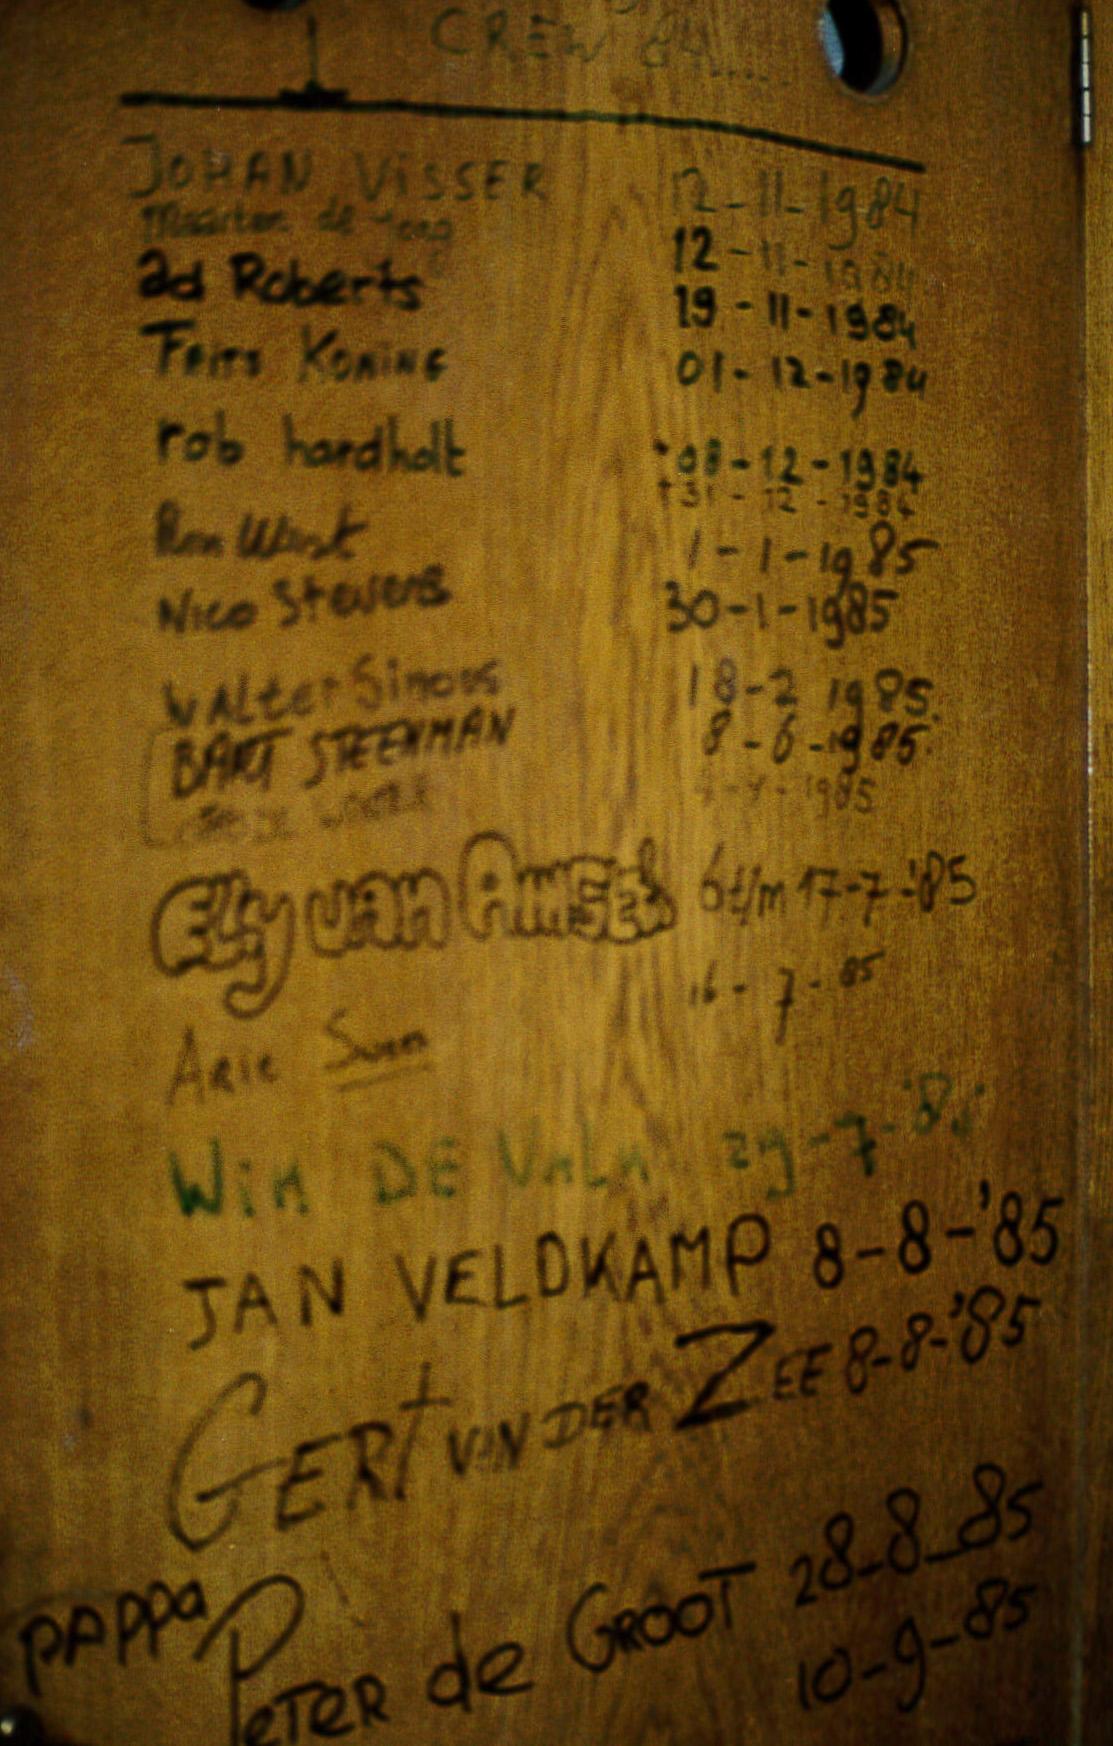 CREW 84....
JOHAN VISSER 12-11-1984
Maarten de 12-11-1984
ad Roberts 19-11-1984
FRITS KONING 01-12-1984
rob hardholt 08-12-1984
31-12-1984
1-1-1985
Nico Stevens 30-1-1985
Walter Simons 18-2 1985
BART STEENMAN 8-6-1985
1985
Elly van Amsel 6 t/m 17-7-'85
16-7-85
Arie
WIM DE 29-7-'85
JAN VELDKAMP 8-8-'85
GERT VAN DER ZEE 8-8-'85
pappa PETER de GROOT 28-8-85
10-9-85